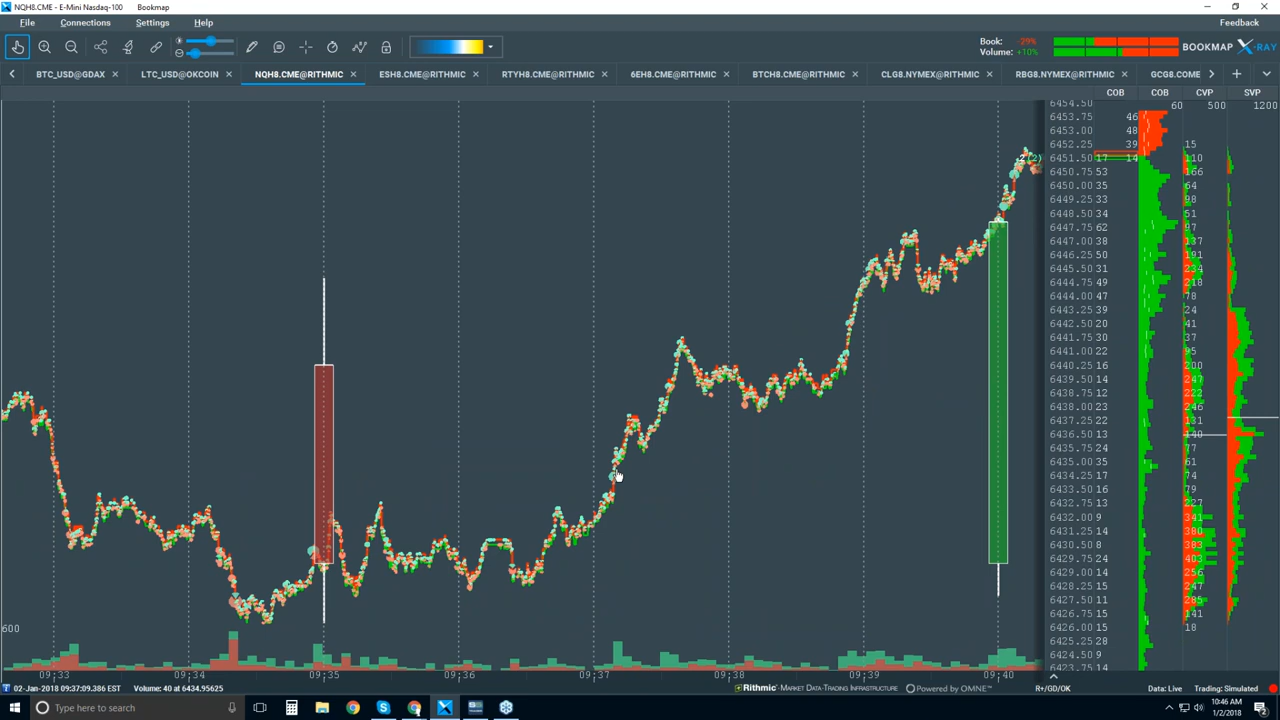 NQH8.CME - E-Mini Nasdaq-100    Bookmap
File Connections Settings Help Feedback
Book: -29%
Volume: +10%
BOOKMAP X-RAY
BTC_USD@GDAX LTC_USD@OKCOIN NQH8.CME@RITHMIC ESH8.CME@RITHMIC RTYH8.CME@RITHMIC 6EH8.CME@RITHMIC BTCH8.CME@RITHMIC CLG8.NYMEX@RITHMIC RBG8.NYMEX@RITHMIC GCG8.COME
COB COB CVP SVP
6454.50 60 500 1200
6453.75 46
6453.00 48
6452.25 39 15
-2 (2) 6451.50 17 14 110
6450.75 53 166
6450.00 35 64
6449.25 33 98
6448.50 34 51
6447.75 62 97
6447.00 38 137
6446.25 50 191
6445.50 31 234
6444.75 49 218
6444.00 47 78
6443.25 39 24
6442.50 20 41
6441.75 30 37
6441.00 22 95
6440.25 16 200
6439.50 14 247
6438.75 12 222
6438.00 23 246
6437.25 22 131
6436.50 13 140
6435.75 24 77
6435.00 35 61
6434.25 17 74
6433.50 16 79
6432.75 13 227
6432.00 9 341
6431.25 14 380
6430.50 8 383
6429.75 24 403
6429.00 14 256
6428.25 15 247
6427.50 11 285
6426.75 15 141
600 6426.00 15 18
6425.25 28
6424.50 9
6423.75 14
09:33 09:34 09:35 09:36 09:37 09:38 09:39 09:40
02-Jan-2018 09:37:09.386 EST Volume: 40 at 6434.95625 Rithmic™-MARKET DATA-TRADING INFRASTRUCTURE Powered by OMNE™ R+/GD/OK Data: Live Trading: Simulated
Type here to search 10:46 AM
1/2/2018 2